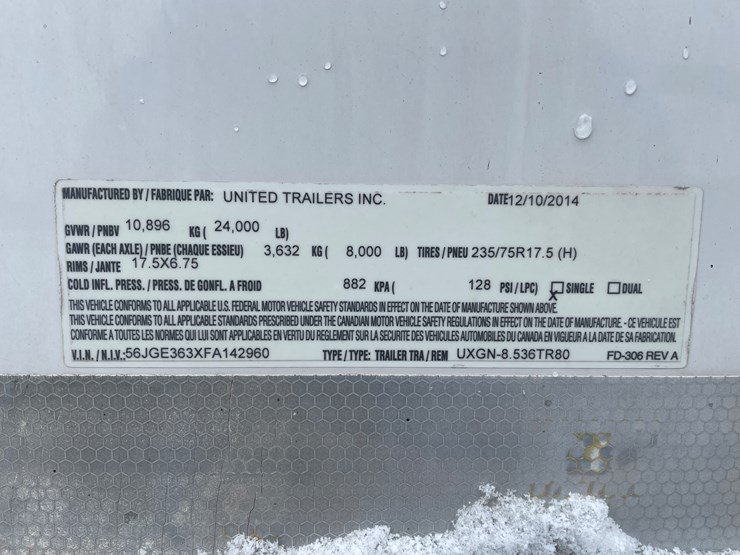 MANUFACTURED BY / FABRIQUE PAR: UNITED TRAILERS INC. DATE12/10/2014
GVWR / PNBV 10,896 KG ( 24,000 LB)
GAWR (EACH AXLE) / PNBE (CHAQUE ESSIEU) 3,632 KG ( 8,000 LB) TIRES / PNEU 235/75R17.5 (H)
RIMS / JANTE 17.5X6.75
COLD INFL. PRESS. / PRESS. DE GONFL. A FROID 882 KPA ( 128 PSI / LPC) X SINGLE DUAL
THIS VEHICLE CONFORMS TO ALL APPLICABLE U.S. FEDERAL MOTOR VEHICLE SAFETY STANDARDS IN EFFECT ON THE DATE OF MANUFACTURE SHOWN ABOVE.
THIS VEHICLE CONFORMS TO ALL APPLICABLE STANDARDS PRESCRIBED UNDER THE CANADIAN MOTOR VEHICLE SAFETY REGULATIONS IN EFFECT ON THE DATE OF MANUFACTURE. - CE VEHICULE EST
CONFORME A TOUTES LES NORMES QUI LUI SONT APPLICABLES EN VERTU DU REGLEMENT SUR LA SECURITE DES VEHICULES AUTOMOBILES DU CANADA EN VIGUEUR A LA DATE DE SA FABRICATION.
V.I.N. / N.I.V.:56JGE363XFA142960 TYPE / TYPE: TRAILER TRA / REM UXGN-8.536TR80 FD-306 REV A